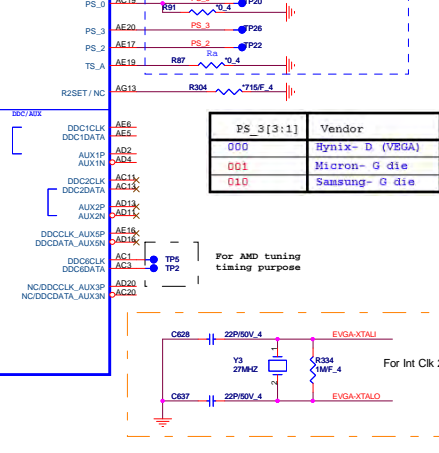 PS_0 AC19 TP20
R91 *0_4
PS_3 AE20 PS_3 TP26
PS_2 AE17 PS_2 TP22
Ra
TS_A AE19 R87 *0_4
R2SET / NC AG13 R304 *715/F_4
DDC/AUX
PS_3[3:1] Vendor
000 Hynix- D (VEGA)
001 Micron- G die
010 Samsung- G die
DDC1CLK AE6
DDC1DATA AE5
AUX1P AD2
AUX1N AD4
DDC2CLK AC11
DDC2DATA AC13
AUX2P AD13
AUX2N AD11
DDCCLK_AUX5P AE16
DDCDATA_AUX5N AD16
DDC6CLK AC1 TP5
DDC6DATA AC3 TP2
For AMD tuning
timing purpose
NC/DDCCLK_AUX3P AD20
NC/DDCDATA_AUX3N AC20
C628 22P/50V_4 EVGA-XTALI
Y3
27MHZ
1
2
R334
1M/F_4
For Int Clk 2
C637 22P/50V_4 EVGA-XTALO